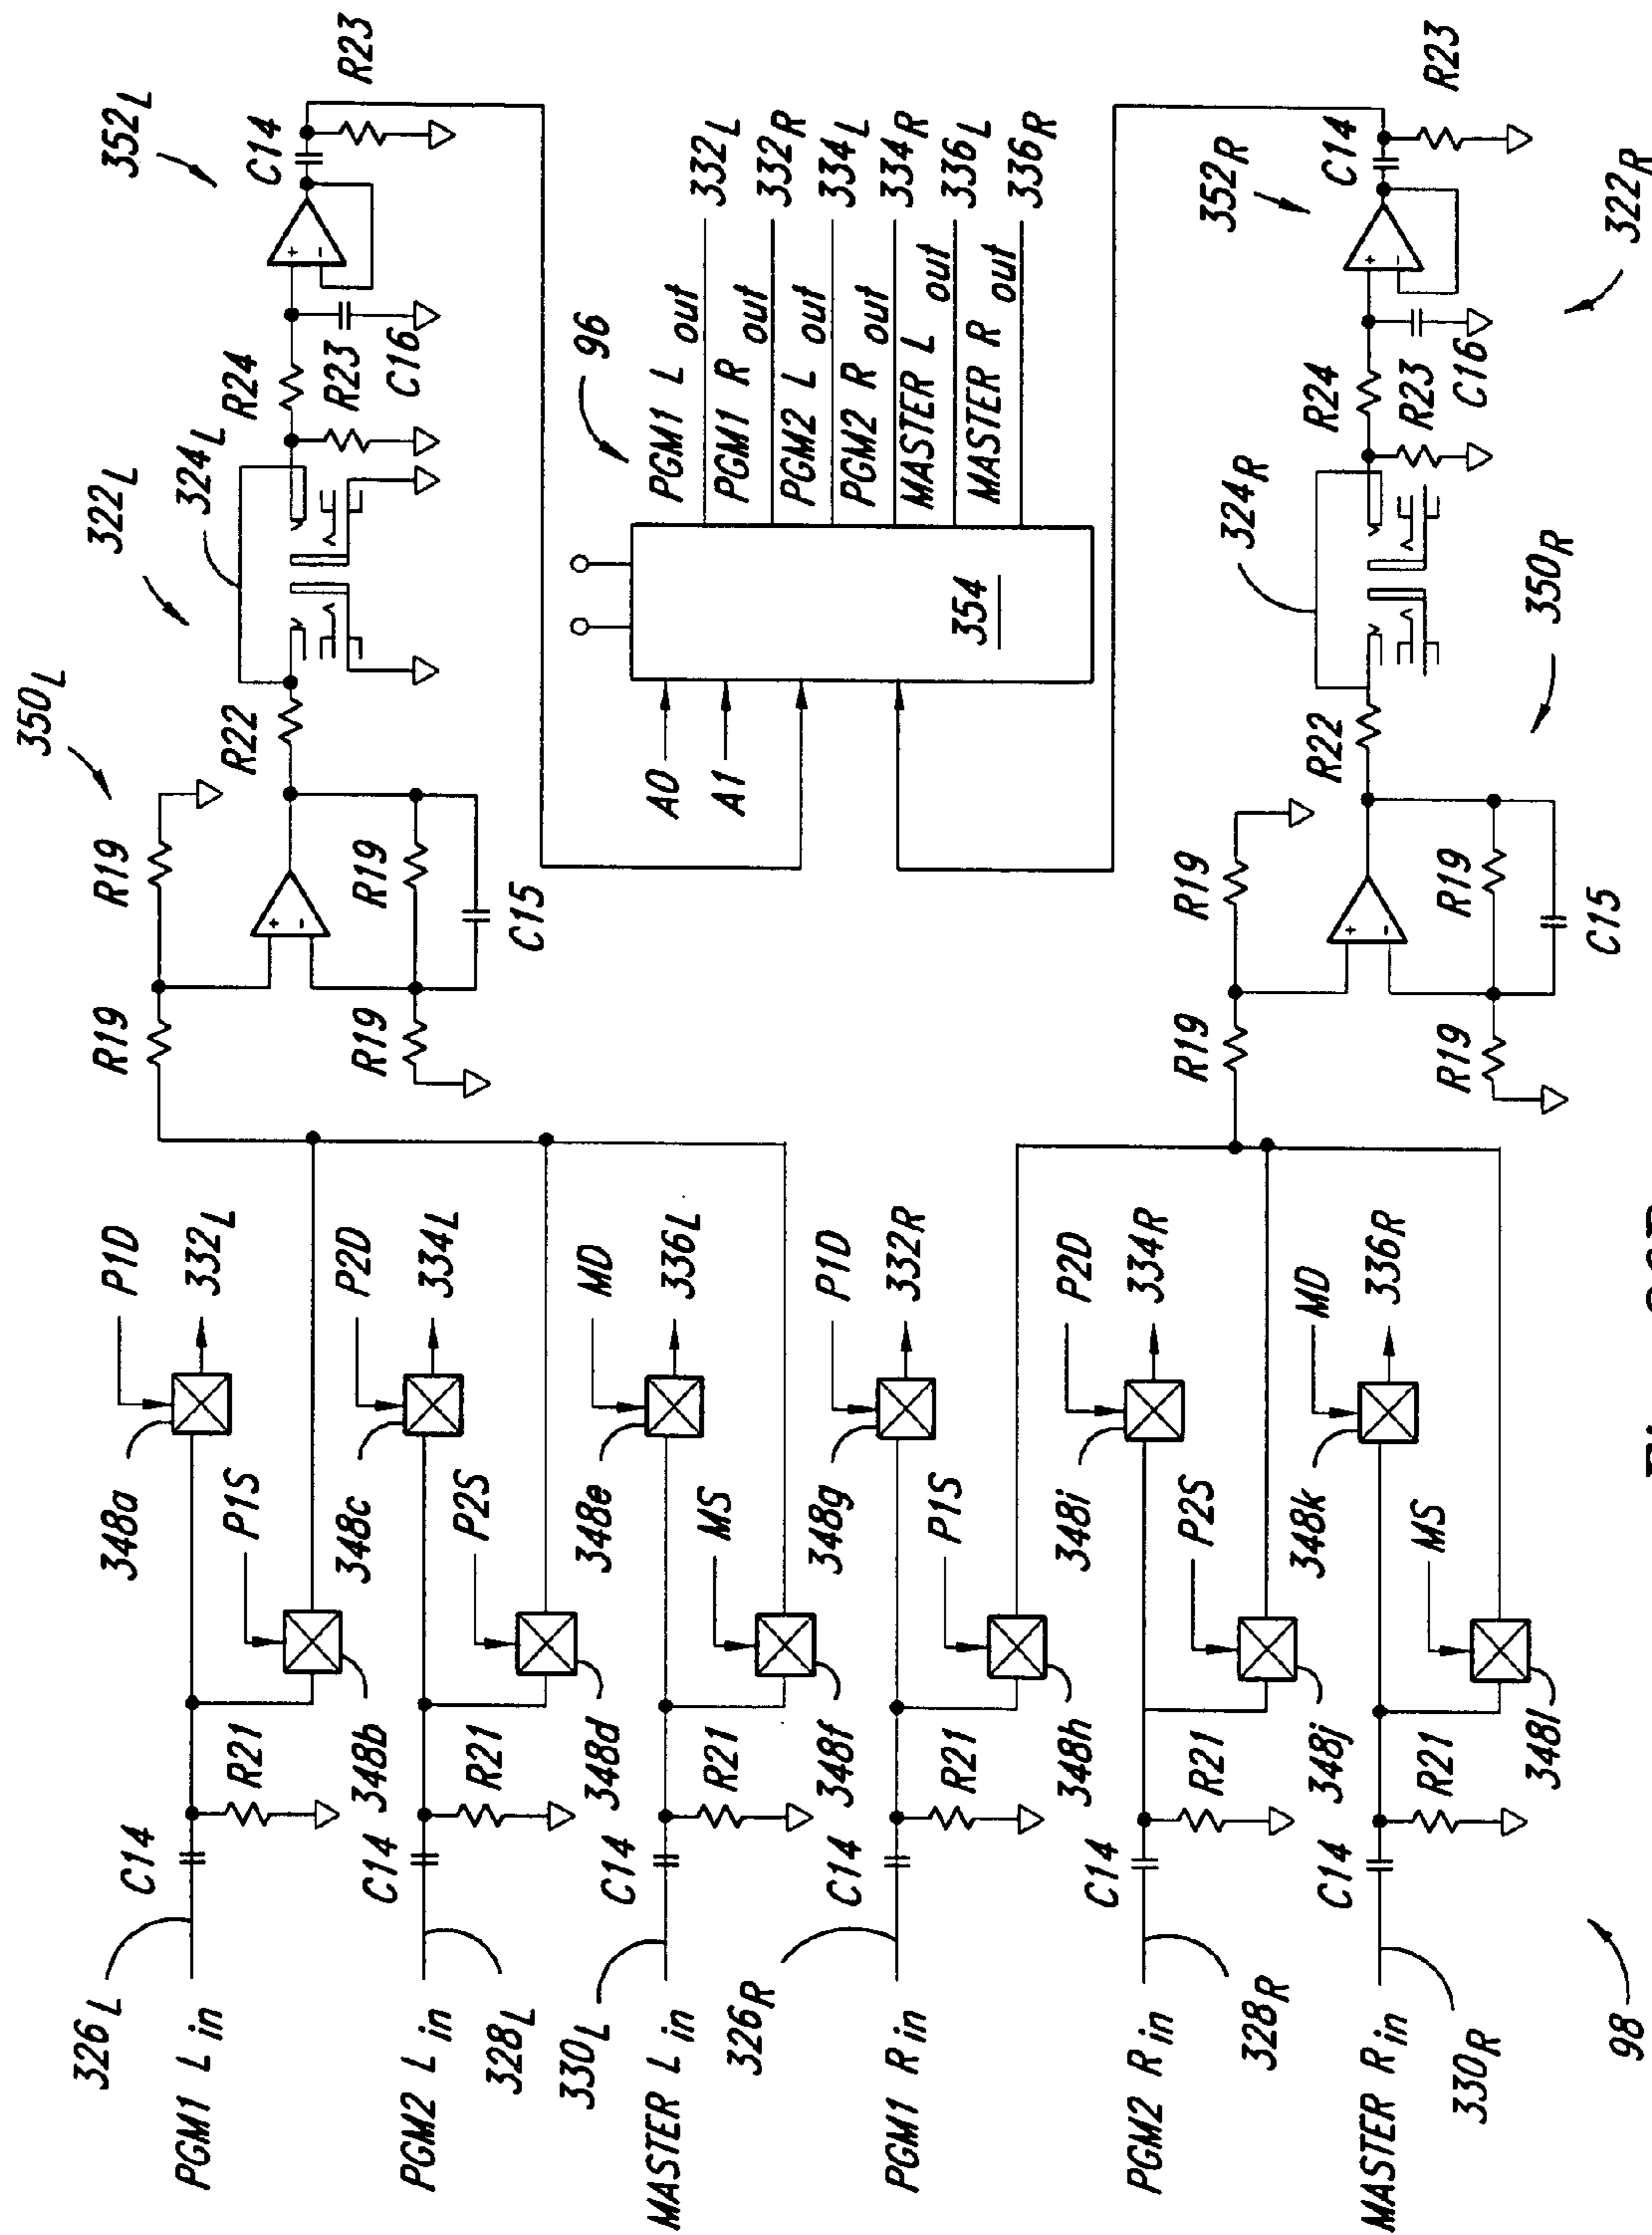 352L
C14
R23
322L
324L
R24
R23
C16
350L
R22
R19
R19
R19
R19
C15
96
PGM1 L out
332L
PGM1 R out
332R
PGM2 L out
334L
PGM2 R out
334R
MASTER L out
336L
MASTER R out
336R
354
A0
A1
352R
C14
R23
322R
324R
R24
R23
C16
350R
R22
R19
R19
R19
R19
C15
326L
PGM1 L in
C14
R21
348a
P1D
332L
P1S
348b
PGM2 L in
328L
C14
R21
348c
P2D
334L
P2S
348d
330L
MASTER L in
C14
R21
348e
MD
336L
MS
348f
326R
PGM1 R in
C14
R21
348g
P1D
332R
P1S
348h
PGM2 R in
328R
C14
R21
348i
P2D
334R
P2S
348j
MASTER R in
330R
C14
R21
348k
MD
336R
MS
348l
98
+
-
+
-
+
-
+
-